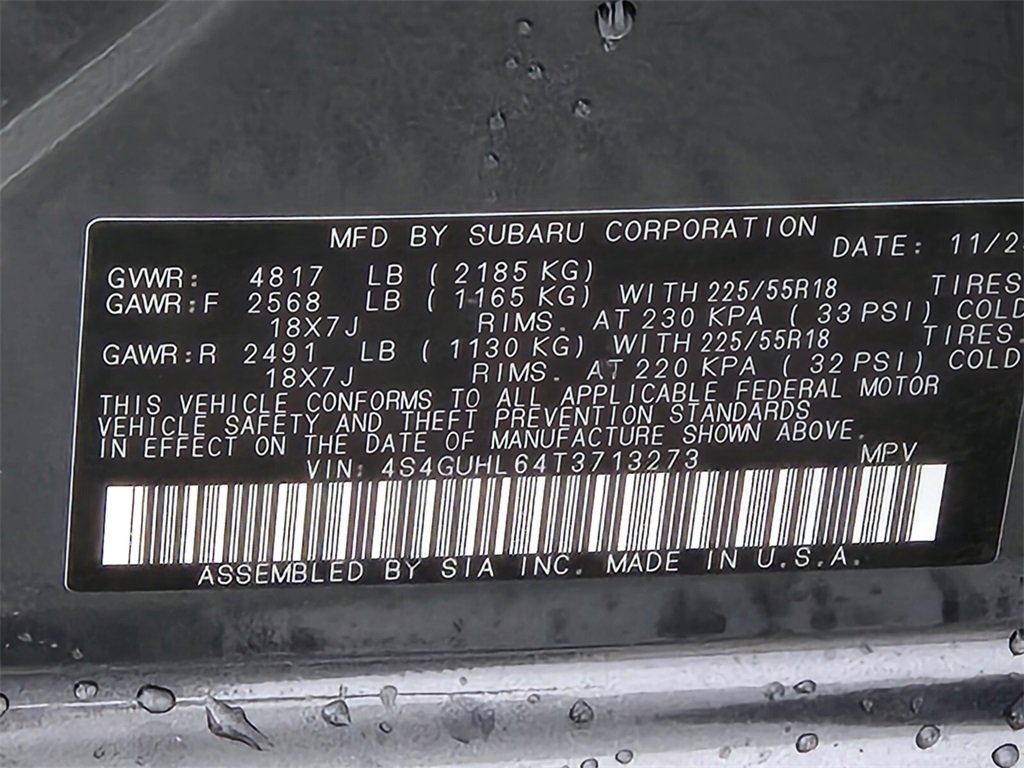 MFD BY SUBARU CORPORATION DATE: 11/2
GVWR: 4817 LB ( 2185 KG)
GAWR:F 2568 LB ( 1165 KG) WITH 225/55R18 TIRES
18X7J RIMS. AT 230 KPA ( 33 PSI) COLD
GAWR:R 2491 LB ( 1130 KG) WITH 225/55R18 TIRES.
18X7J RIMS. AT 220 KPA ( 32 PSI) COLD
THIS VEHICLE CONFORMS TO ALL APPLICABLE FEDERAL MOTOR
VEHICLE SAFETY AND THEFT PREVENTION STANDARDS
IN EFFECT ON THE DATE OF MANUFACTURE SHOWN ABOVE.
VIN: 4S4GUHL64T3713273 MPV
ASSEMBLED BY SIA INC. MADE IN U.S.A.